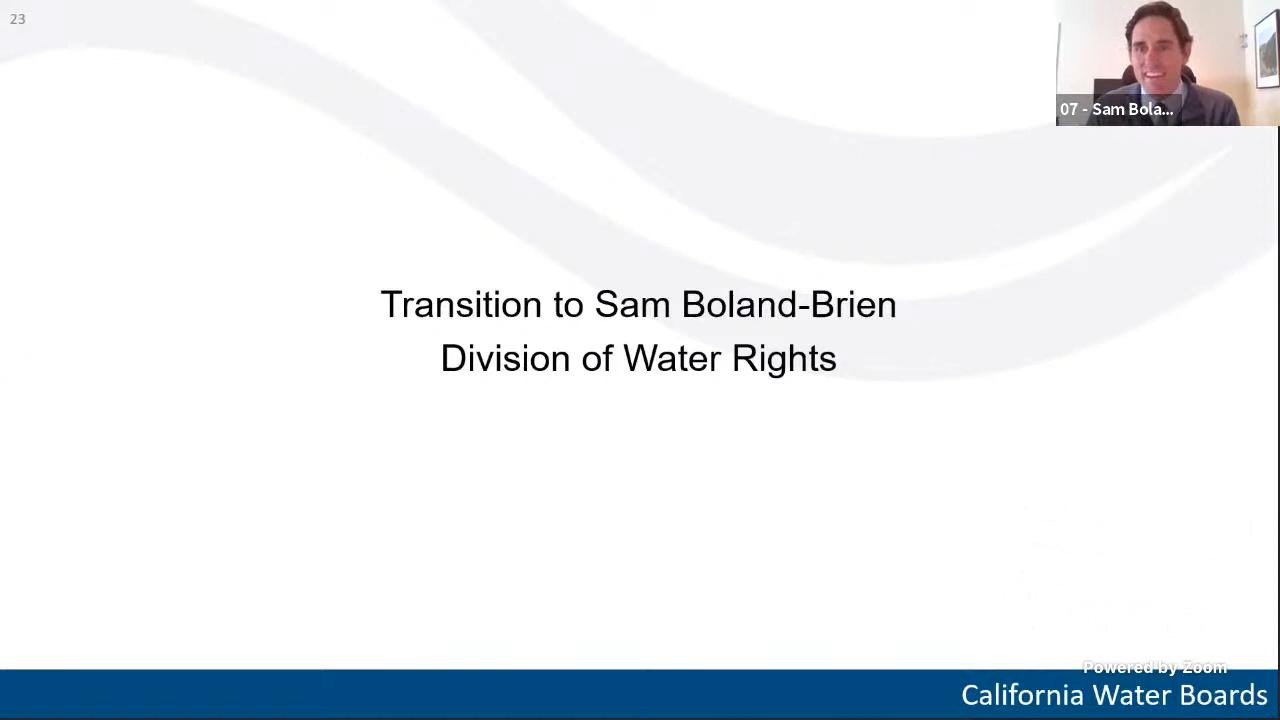 23
07 - Sam Bola...
Transition to Sam Boland-Brien
Division of Water Rights
Powered by Zoom
California Water Boards